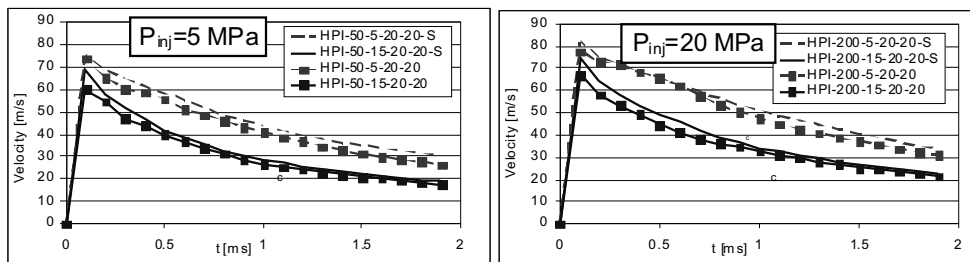 P_inj=5 MPa
HPI-50-5-20-20-S
HPI-50-15-20-20-S
HPI-50-5-20-20
HPI-50-15-20-20
Velocity [m/s]
90
80
70
60
50
40
30
20
10
0
c
0 0.5 1 1.5 2
t [ms]
P_inj=20 MPa
HPI-200-5-20-20-S
HPI-200-15-20-20-S
HPI-200-5-20-20
HPI-200-15-20-20
Velocity [m/s]
90
80
70
60
50
40
30
20
10
0
c
c
0 0.5 1 1.5 2
t [ms]